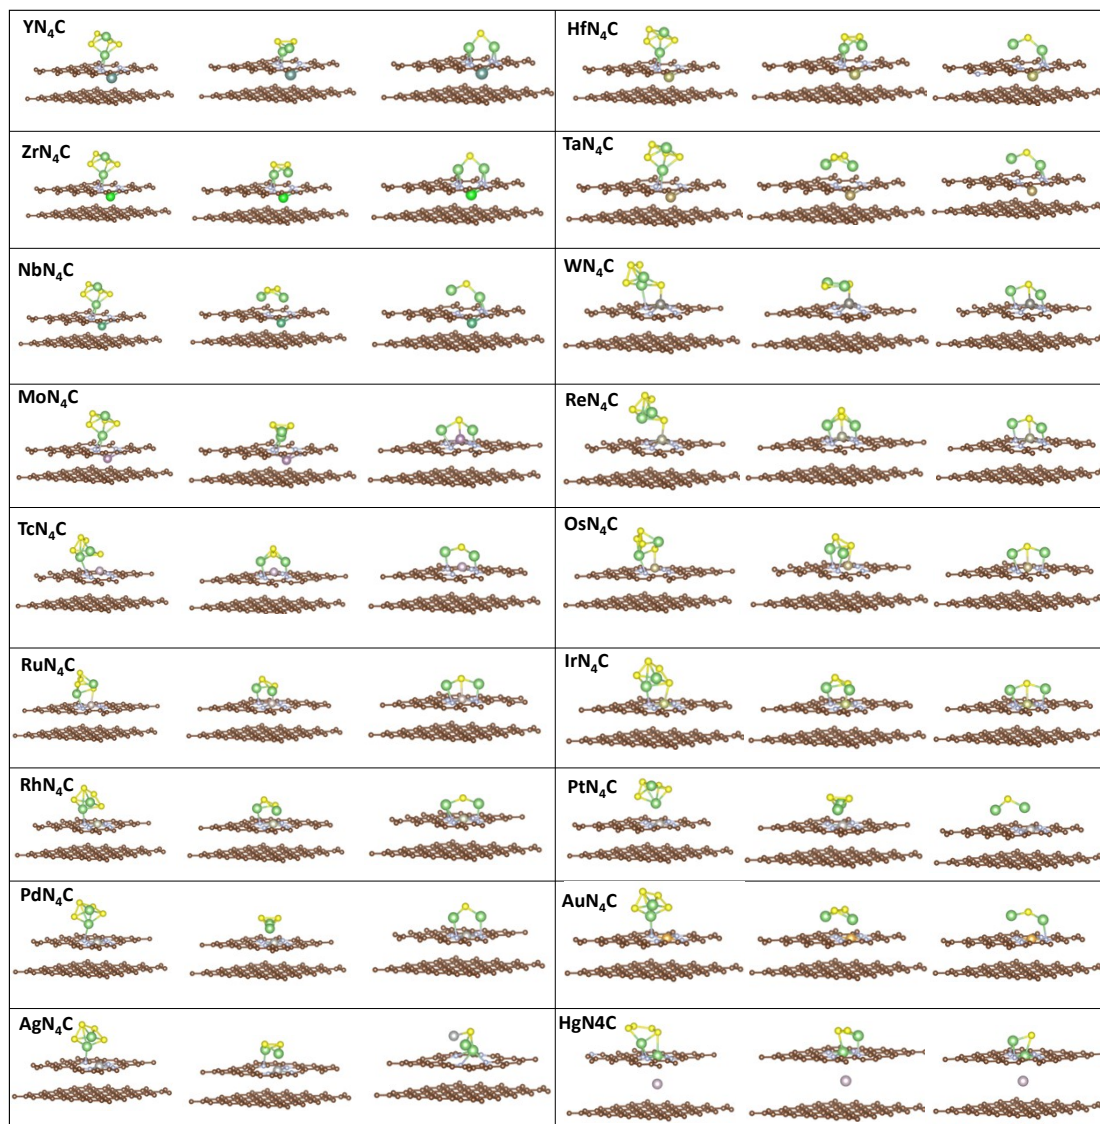 YN₄C
HfN₄C
ZrN₄C
TaN₄C
NbN₄C
WN₄C
MoN₄C
ReN₄C
TcN₄C
OsN₄C
RuN₄C
IrN₄C
RhN₄C
PtN₄C
PdN₄C
AuN₄C
AgN₄C
HgN4C